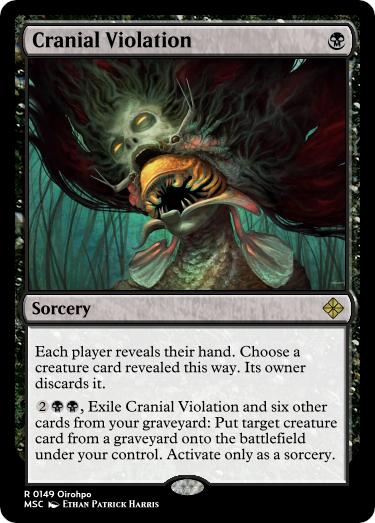 Cranial Violation
Sorcery
Each player reveals their hand. Choose a
creature card revealed this way. Its owner
discards it.
2, Exile Cranial Violation and six other
cards from your graveyard: Put target creature
card from a graveyard onto the battlefield
under your control. Activate only as a sorcery.
R 0149 Oirohpo
MSC Ethan Patrick Harris